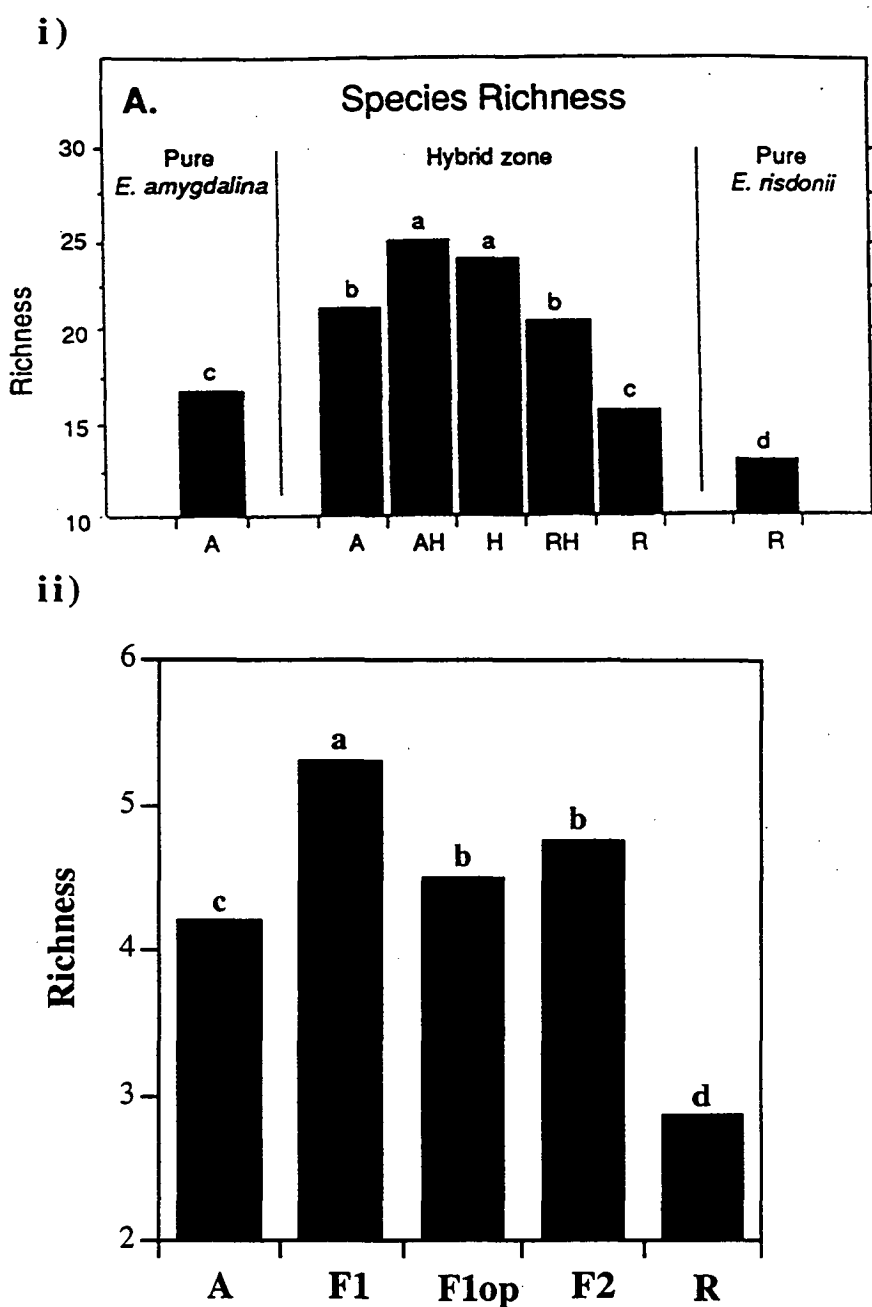 i)
A. Species Richness
Pure
E. amygdalina
Hybrid zone
Pure
E. risdonii
30
25
20
15
10
Richness
c
b
a
a
b
c
d
A A AH H RH R R
ii)
6
5
4
3
2
Richness
c
a
b
b
d
A F1 F1op F2 R